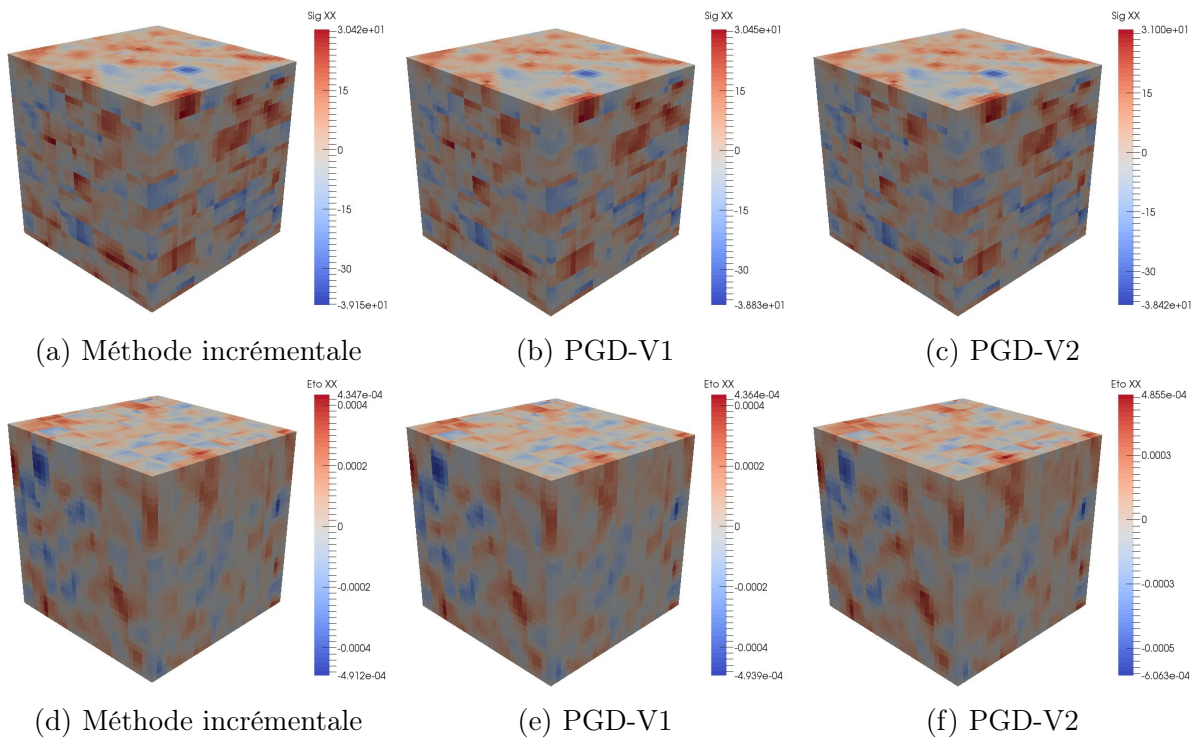 Sig XX
3.042e+01
15
0
-15
-30
-3.915e+01
Sig XX
3.045e+01
15
0
-15
-30
-3.883e+01
Sig XX
3.100e+01
15
0
-15
-30
-3.842e+01
(a) Méthode incrémentale
(b) PGD-V1
(c) PGD-V2
Eto XX
4.347e-04
0.0004
0.0002
0
-0.0002
-0.0004
-4.912e-04
Eto XX
4.364e-04
0.0004
0.0002
0
-0.0002
-0.0004
-4.939e-04
Eto XX
4.855e-04
0.0003
0
-0.0003
-0.0005
-6.063e-04
(d) Méthode incrémentale
(e) PGD-V1
(f) PGD-V2